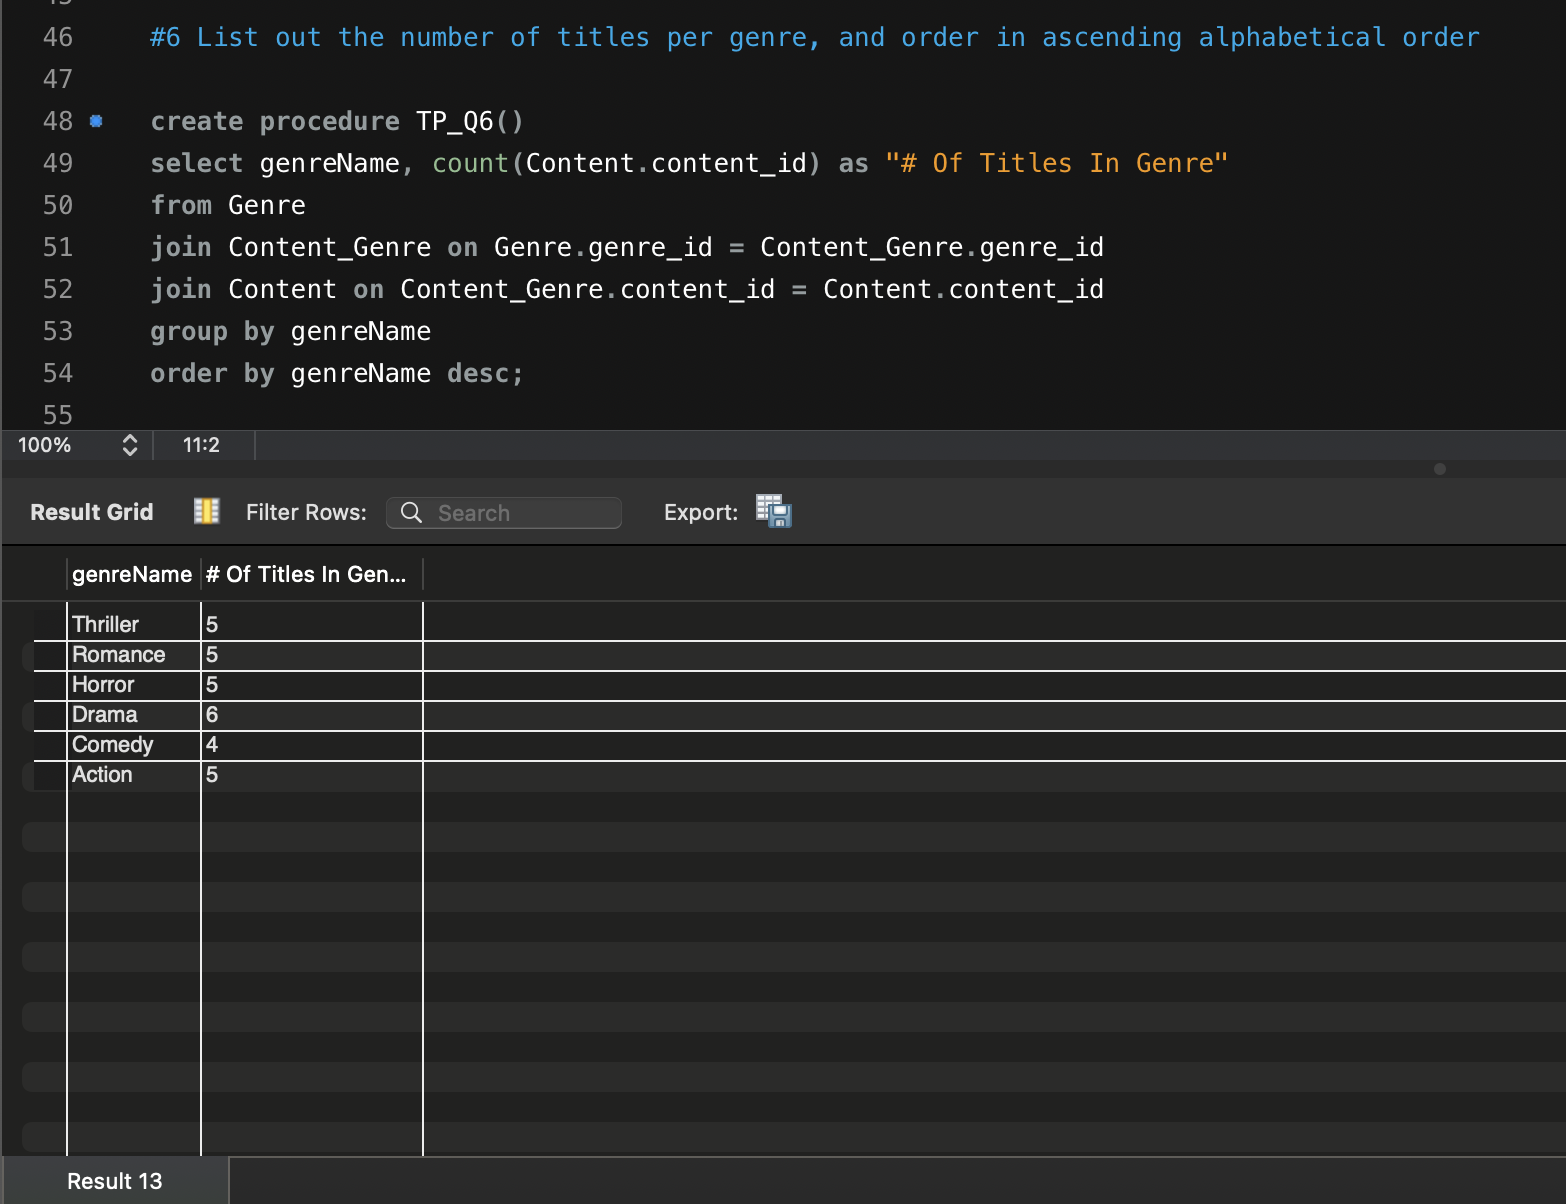 46 #6 List out the number of titles per genre, and order in ascending alphabetical order
47
48 create procedure TP_Q6()
49 select genreName, count(Content.content_id) as "# Of Titles In Genre"
50 from Genre
51 join Content_Genre on Genre.genre_id = Content_Genre.genre_id
52 join Content on Content_Genre.content_id = Content.content_id
53 group by genreName
54 order by genreName desc;
55
100% 11:2
Result Grid Filter Rows: Search Export:
genreName # Of Titles In Gen...
Thriller 5
Romance 5
Horror 5
Drama 6
Comedy 4
Action 5
Result 13